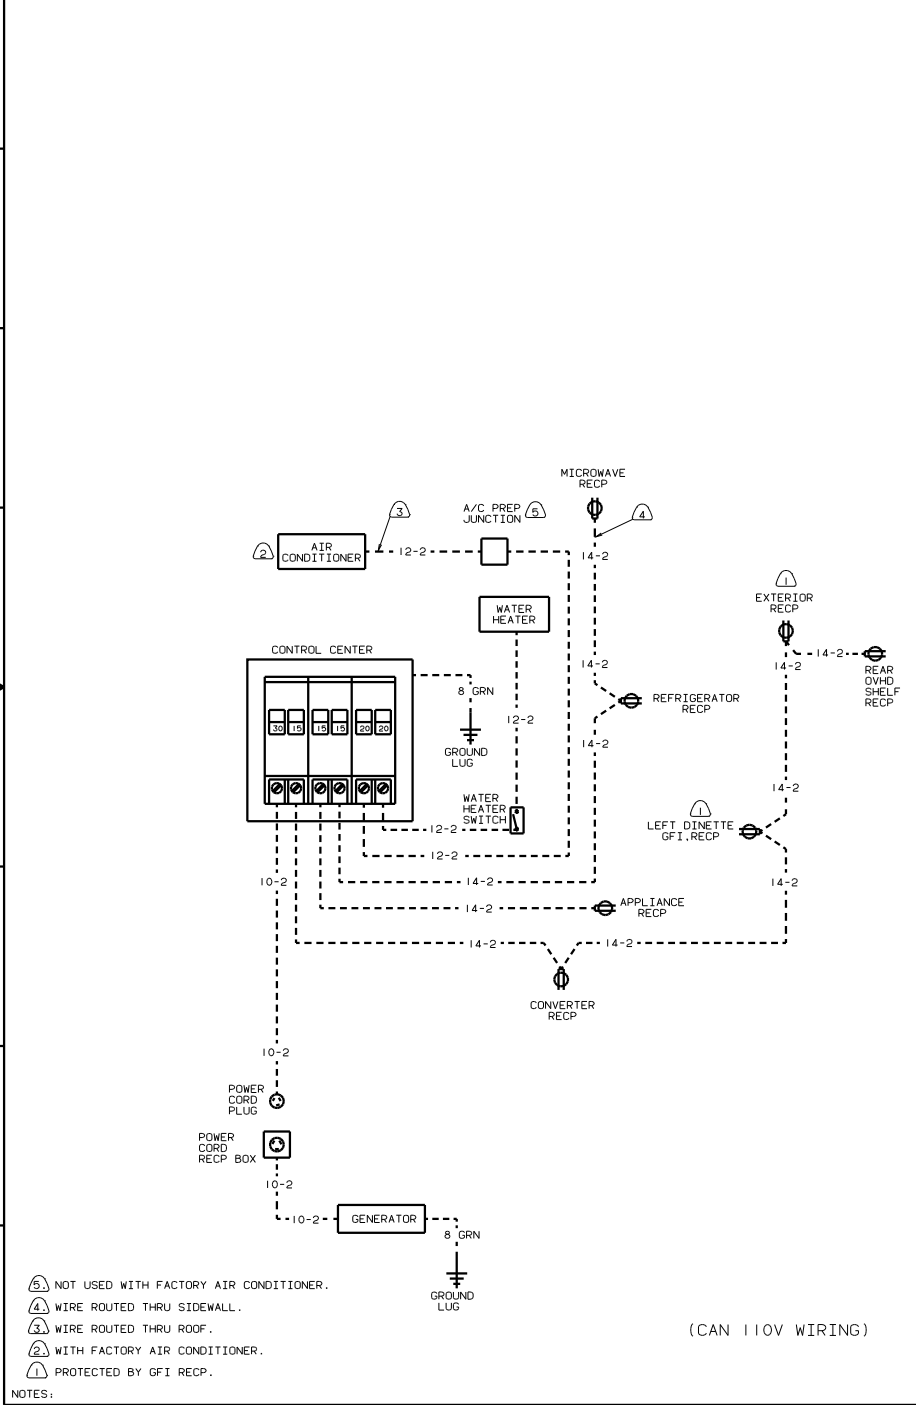 MICROWAVE
RECP
A/C PREP
JUNCTION
5
3
4
2
AIR
CONDITIONER
12-2
14-2
1
EXTERIOR
RECP
WATER
HEATER
CONTROL CENTER
14-2
14-2
14-2
REAR
OVHD
SHELF
RECP
8 GRN
REFRIGERATOR
RECP
12-2
30 15 15 15 20 20
GROUND
LUG
14-2
14-2
WATER
HEATER
SWITCH
1
LEFT DINETTE
GFI.RECP
12-2
12-2
10-2
14-2
14-2
14-2
APPLIANCE
RECP
14-2
14-2
CONVERTER
RECP
10-2
POWER
CORD
PLUG
POWER
CORD
RECP BOX
10-2
10-2
GENERATOR
8 GRN
GROUND
LUG
5. NOT USED WITH FACTORY AIR CONDITIONER.
4. WIRE ROUTED THRU SIDEWALL.
3. WIRE ROUTED THRU ROOF.
2. WITH FACTORY AIR CONDITIONER.
1 PROTECTED BY GFI RECP.
NOTES:
(CAN 110V WIRING)